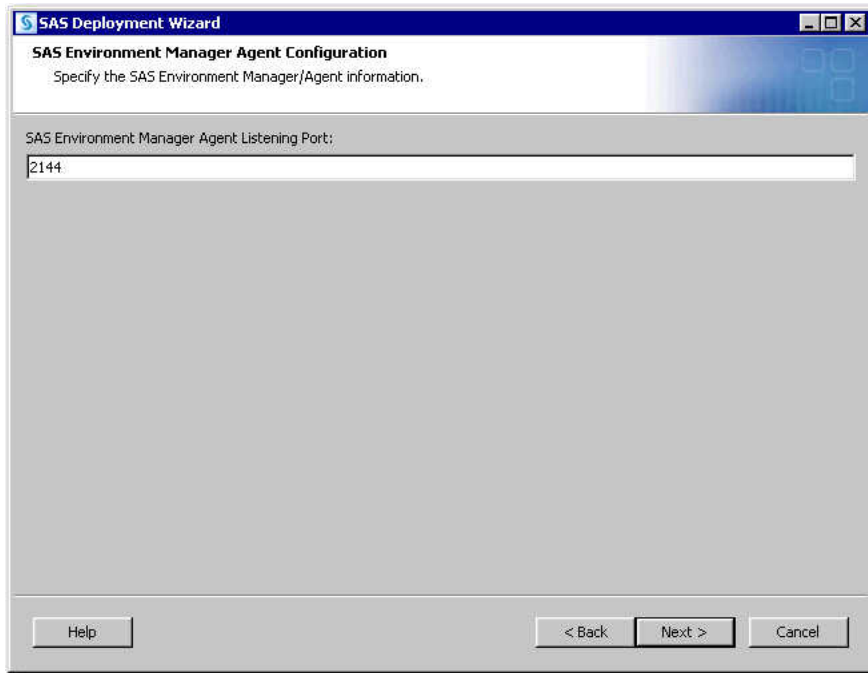 SAS Deployment Wizard
SAS Environment Manager Agent Configuration
Specify the SAS Environment Manager/Agent information.
SAS Environment Manager Agent Listening Port:
2144
Help
< Back
Next >
Cancel